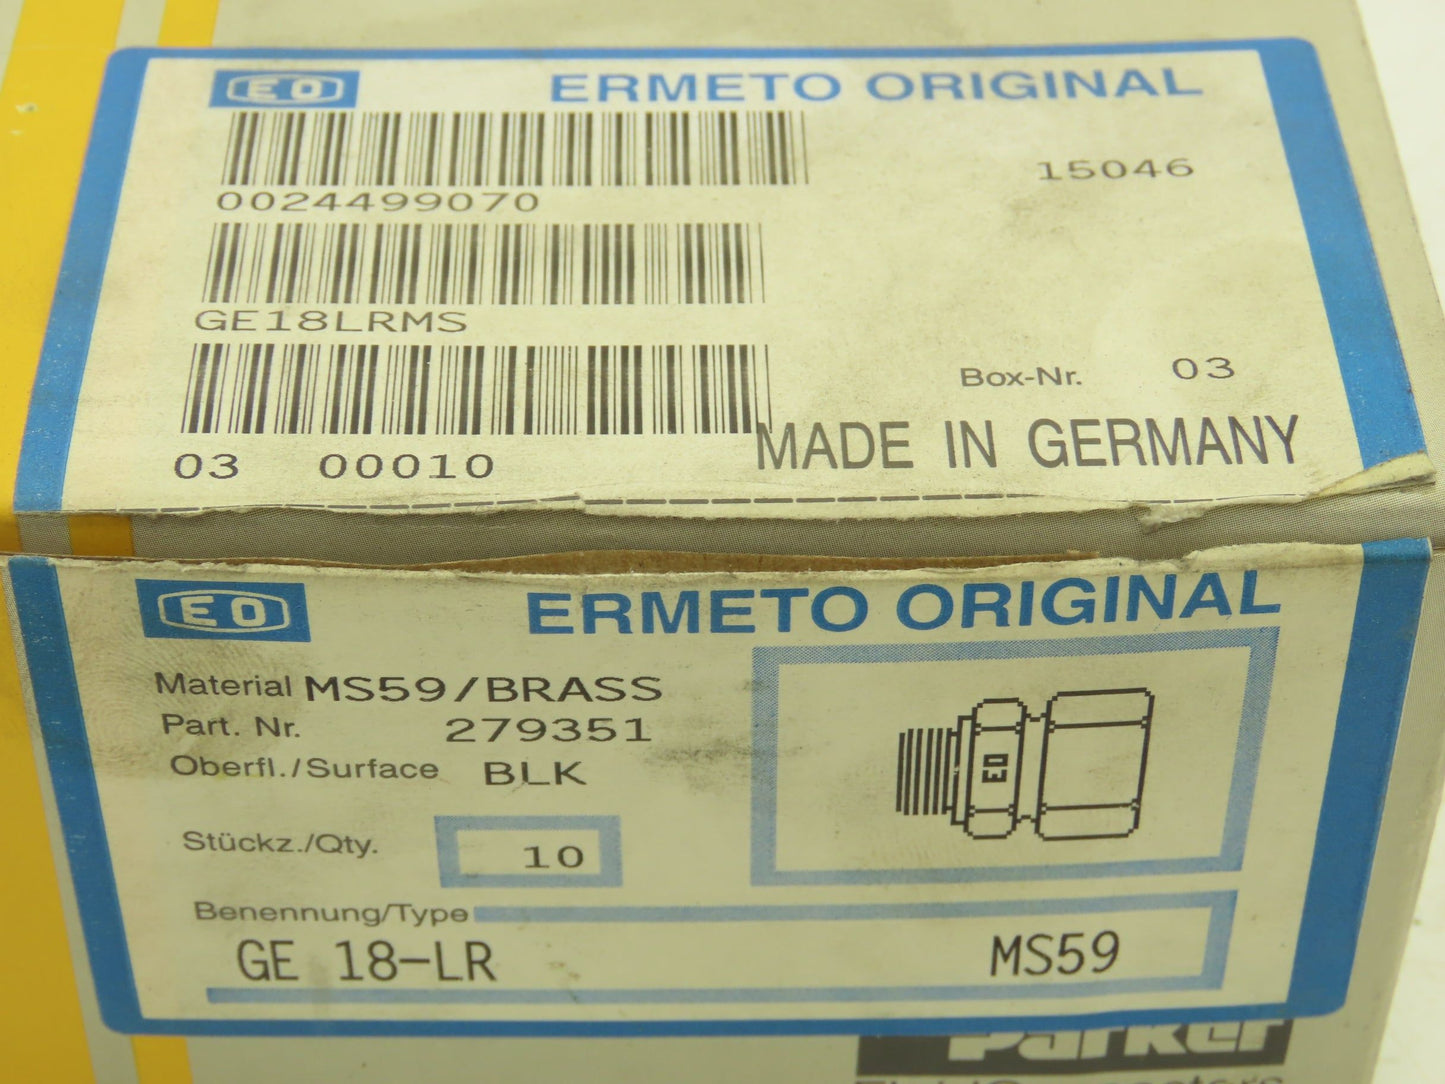 EO ERMETO ORIGINAL
15046
0024499070
GE18LRMS
Box-Nr. 03
MADE IN GERMANY
03 00010
EO ERMETO ORIGINAL
Material MS59/BRASS
Part. Nr. 279351
Oberfl./Surface BLK
EO
Stückz./Qty. 10
Benennung/Type
GE 18-LR MS59
Parker